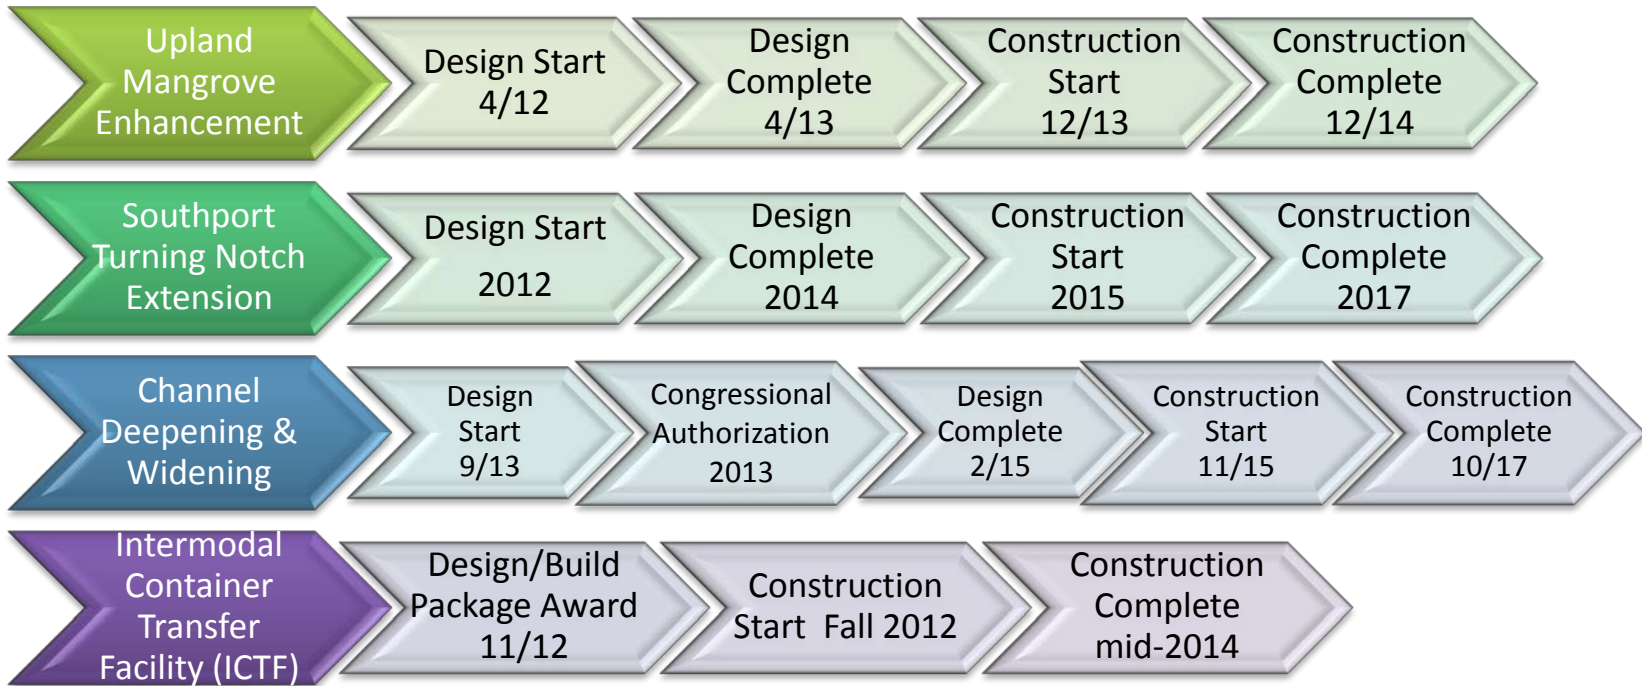 Upland
Mangrove
Enhancement
Design Start
4/12
Design
Complete
4/13
Construction
Start
12/13
Construction
Complete
12/14
Southport
Turning Notch
Extension
Design Start
2012
Design
Complete
2014
Construction
Start
2015
Construction
Complete
2017
Channel
Deepening &
Widening
Design
Start
9/13
Congressional
Authorization
2013
Design
Complete
2/15
Construction
Start
11/15
Construction
Complete
10/17
Intermodal
Container
Transfer
Facility (ICTF)
Design/Build
Package Award
11/12
Construction
Start Fall 2012
Construction
Complete
mid-2014